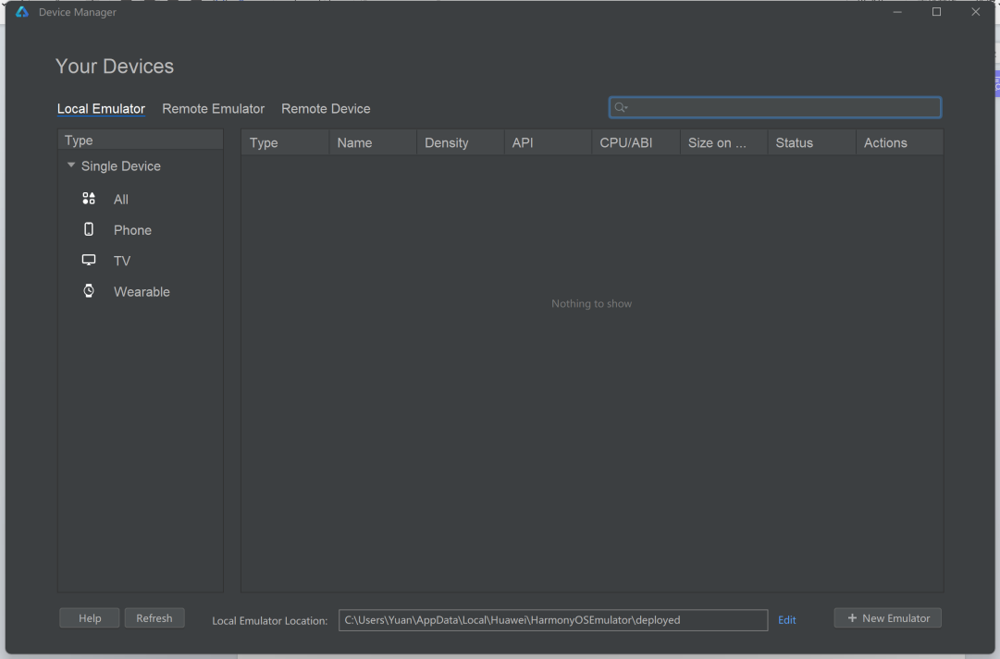 Device Manager
Your Devices
Local Emulator Remote Emulator Remote Device
Type
Single Device
All
Phone
TV
Wearable
Type Name Density API CPU/ABI Size on ... Status Actions
Nothing to show
Help Refresh Local Emulator Location: C:\Users\Yuan\AppData\Local\Huawei\HarmonyOSEmulator\deployed Edit + New Emulator